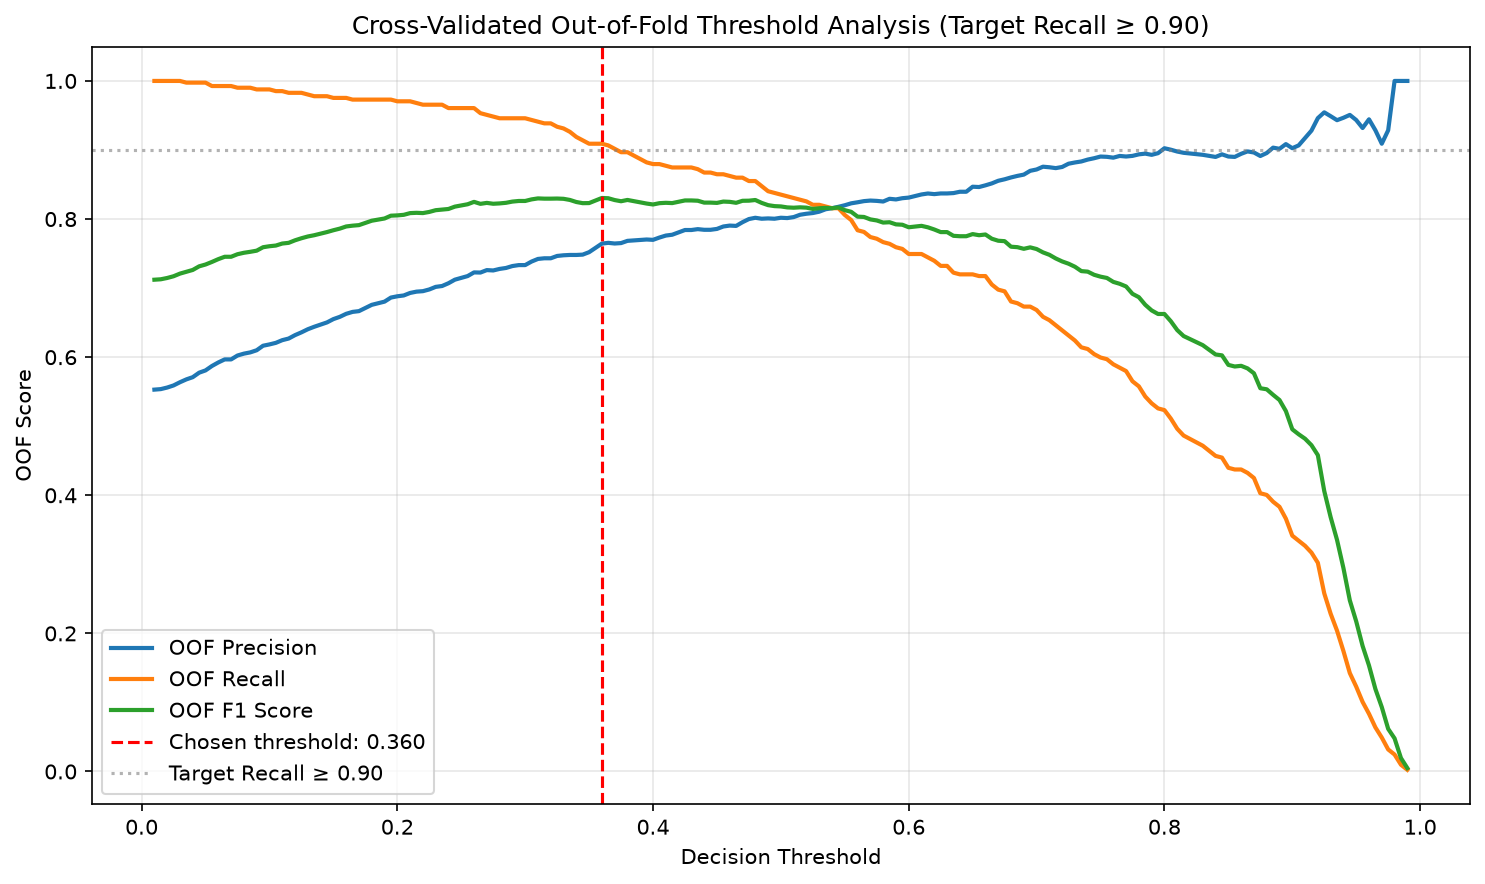 Cross-Validated Out-of-Fold Threshold Analysis (Target Recall ≥ 0.90)
OOF Score
1.0
0.8
0.6
0.4
0.2
0.0
OOF Precision
OOF Recall
OOF F1 Score
Chosen threshold: 0.360
Target Recall ≥ 0.90
0.0 0.2 0.4 0.6 0.8 1.0
Decision Threshold